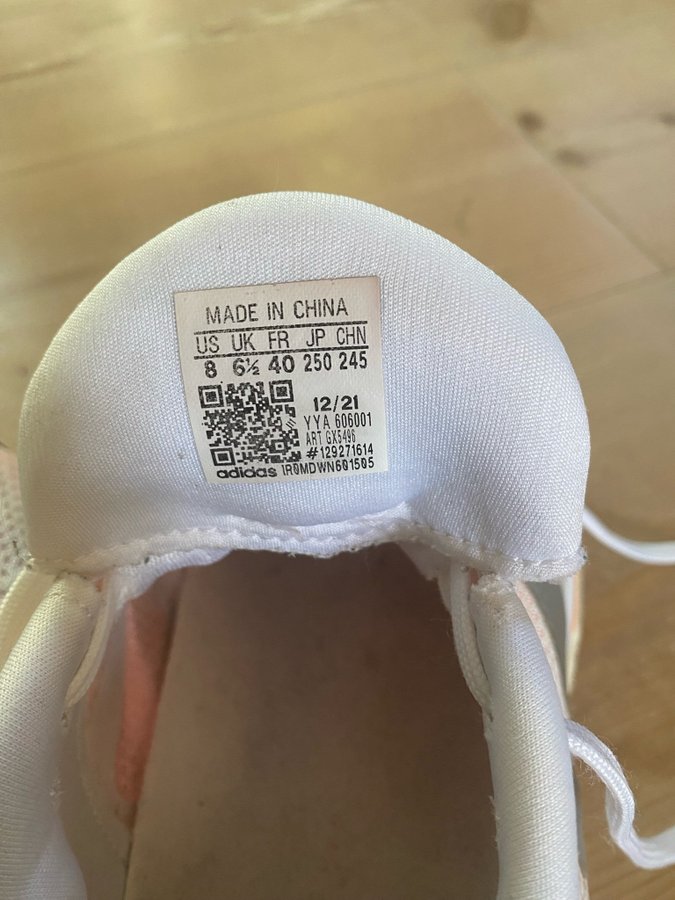 MADE IN CHINA
US UK FR JP CHN
8 6½ 40 250 245
12/21
YYA 606001
ART GX5496
#129271614
adidas 1R0MDWN601505